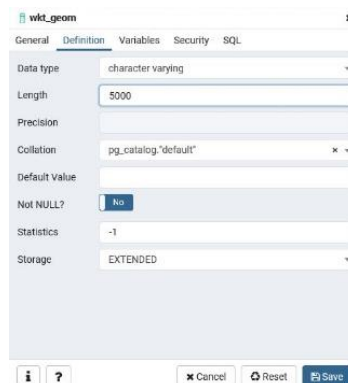 wkt_geom
General Definition Variables Security SQL
Data type character varying
Length 5000
Precision
Collation pg_catalog."default"
Default Value
Not NULL? No
Statistics -1
Storage EXTENDED
i ? Cancel Reset Save